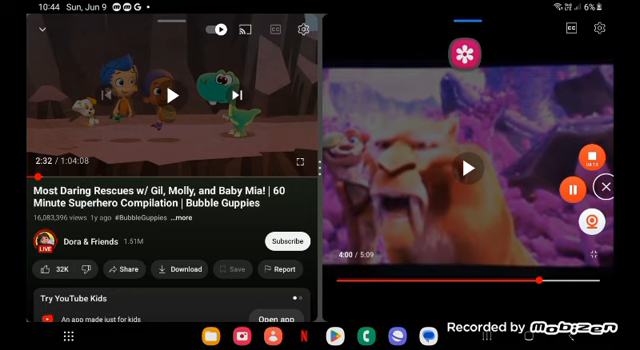 10:44 Sun, Jun 9
6%
2:32 / 1:04:08
Most Daring Rescues w/ Gil, Molly, and Baby Mia! | 60
Minute Superhero Compilation | Bubble Guppies
16,083,396 views 1y ago #BubbleGuppies ...more
LIVE
Dora & Friends 1.51M
Subscribe
32K
Share
Download
Save
Report
Try YouTube Kids
An app made just for kids
Open app
CC
CC
4:00 / 5:09
Recorded by mobizen